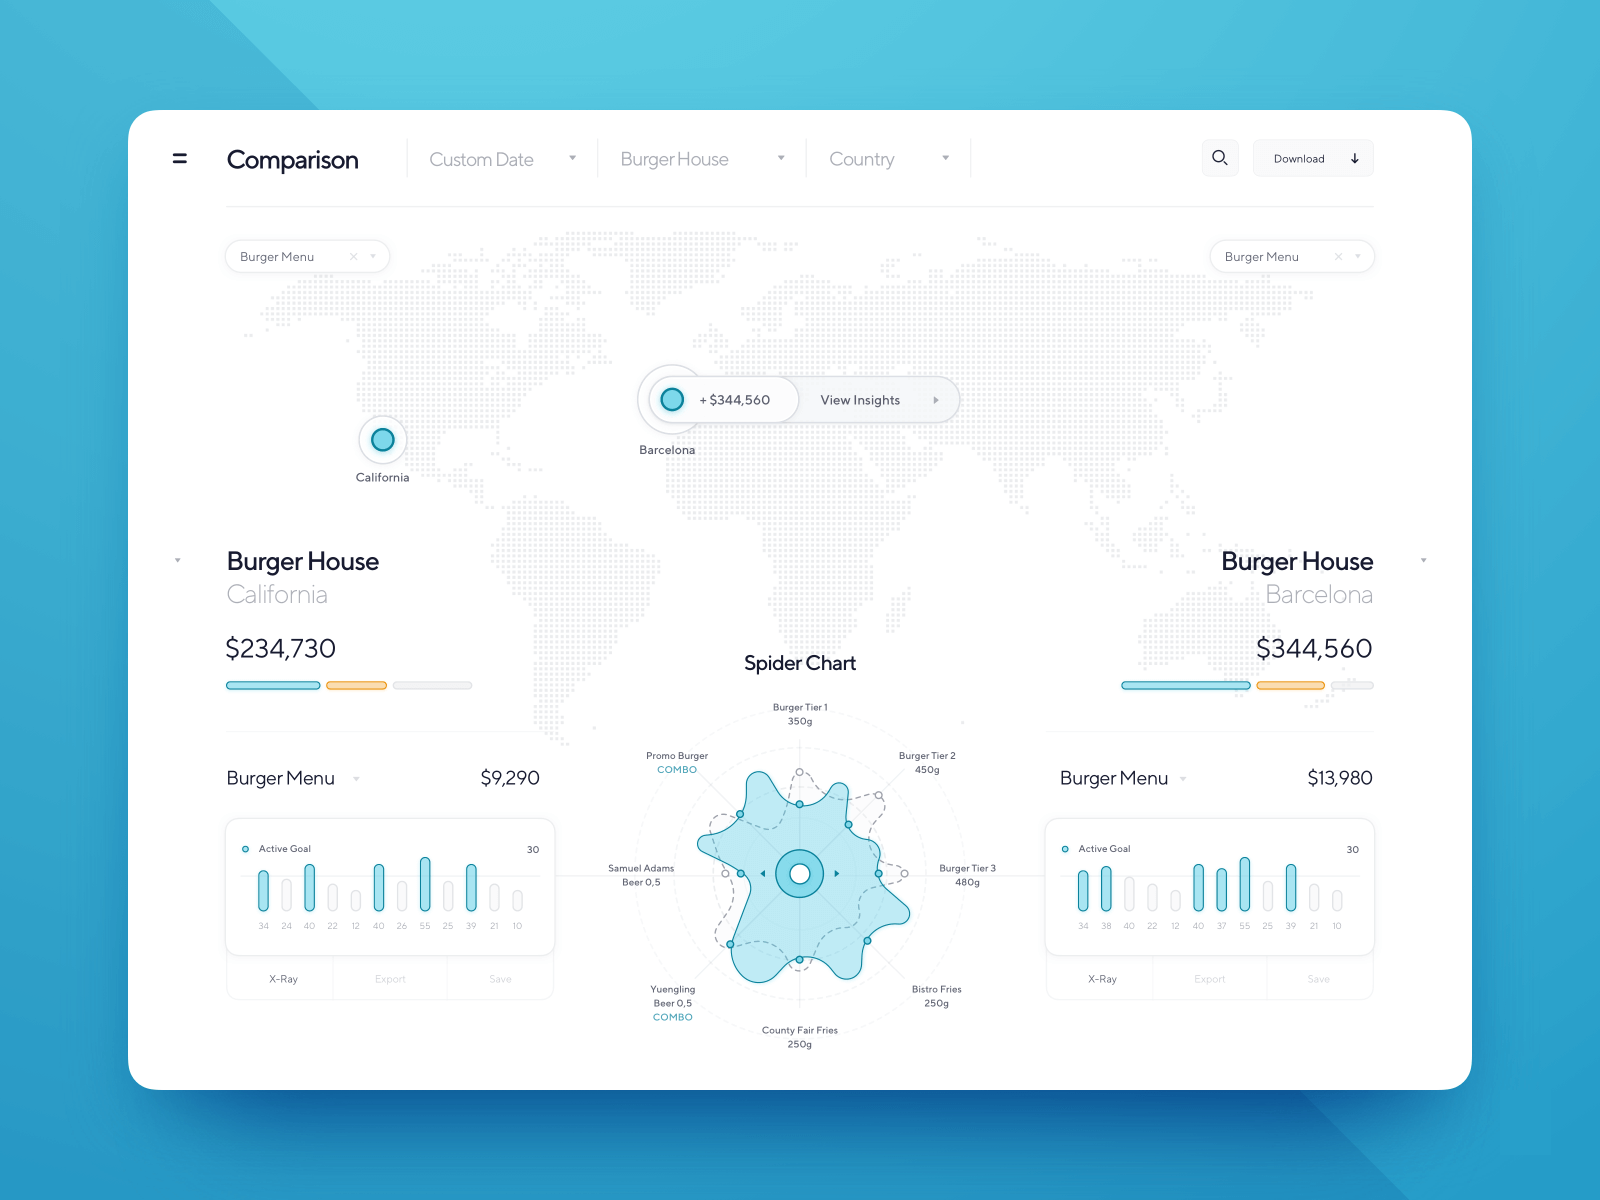 Comparison
Custom Date
Burger House
Country
Download
Burger Menu
Burger Menu
+ $344,560
View Insights
Barcelona
California
Burger House
California
$234,730
Burger House
Barcelona
$344,560
Burger Menu
$9,290
Active Goal
30
34 24 40 22 12 40 26 55 25 39 21 10
X-Ray
Export
Save
Spider Chart
Burger Tier 1
350g
Burger Tier 2
450g
Burger Tier 3
480g
Bistro Fries
250g
County Fair Fries
250g
Yuengling
Beer 0,5
COMBO
Samuel Adams
Beer 0,5
Promo Burger
COMBO
Burger Menu
$13,980
Active Goal
30
34 38 40 22 12 40 37 55 25 39 21 10
X-Ray
Export
Save